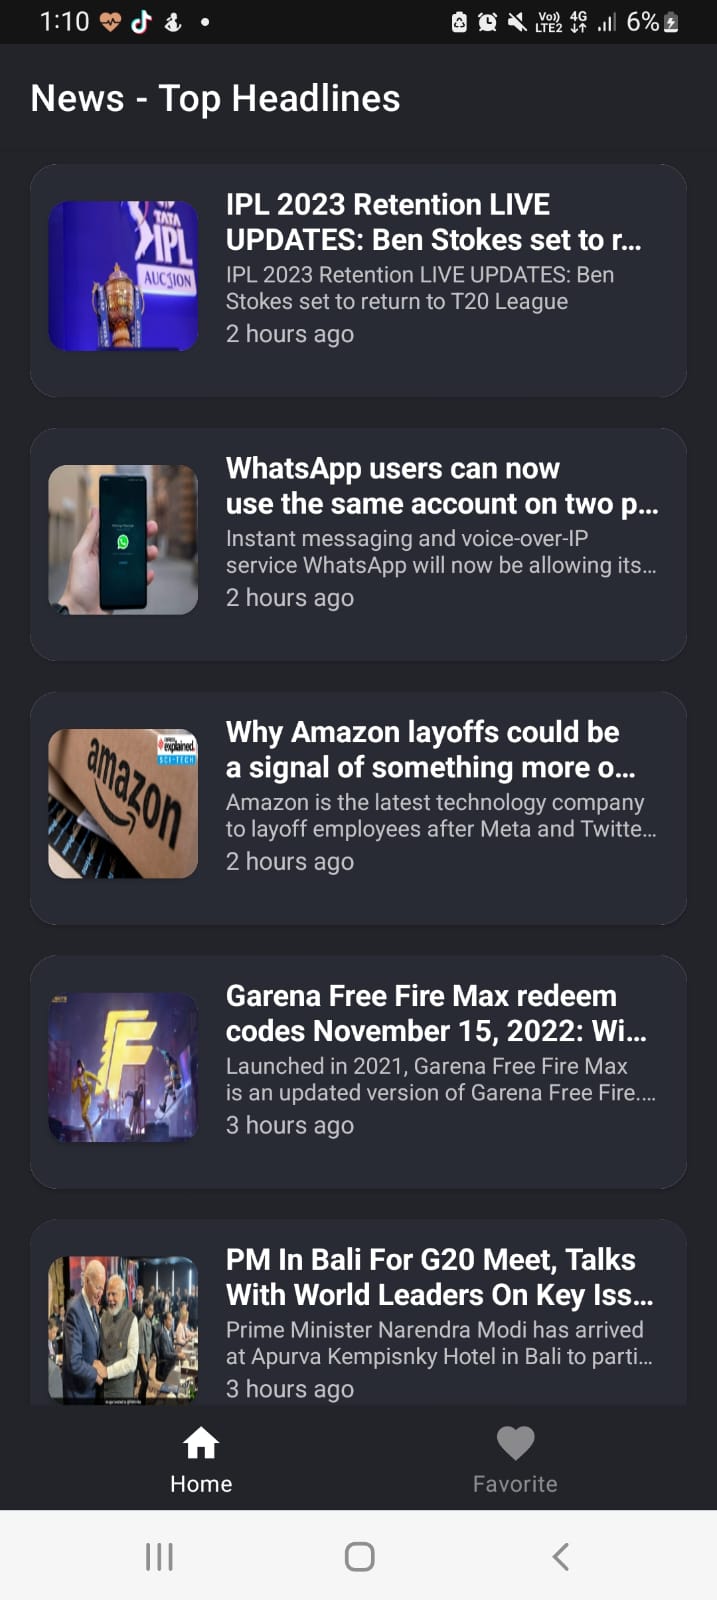 1:10
Vo)) 4G
LTE2
6%
News - Top Headlines
TATA
IPL
AUCTION
IPL 2023 Retention LIVE
UPDATES: Ben Stokes set to r...
IPL 2023 Retention LIVE UPDATES: Ben
Stokes set to return to T20 League
2 hours ago
WhatsApp users can now
use the same account on two p...
Instant messaging and voice-over-IP
service WhatsApp will now be allowing its...
2 hours ago
explained.
SCI-TECH
amazon
Why Amazon layoffs could be
a signal of something more o...
Amazon is the latest technology company
to layoff employees after Meta and Twitte...
2 hours ago
Garena Free Fire Max redeem
codes November 15, 2022: Wi...
Launched in 2021, Garena Free Fire Max
is an updated version of Garena Free Fire....
3 hours ago
PM In Bali For G20 Meet, Talks
With World Leaders On Key Iss...
Prime Minister Narendra Modi has arrived
at Apurva Kempisnky Hotel in Bali to parti...
3 hours ago
Home
Favorite